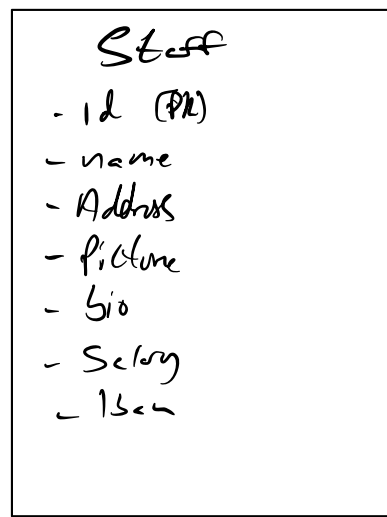 Staff
- id (PK)
- name
- Address
- Picture
- bio
- Salary
- Iban